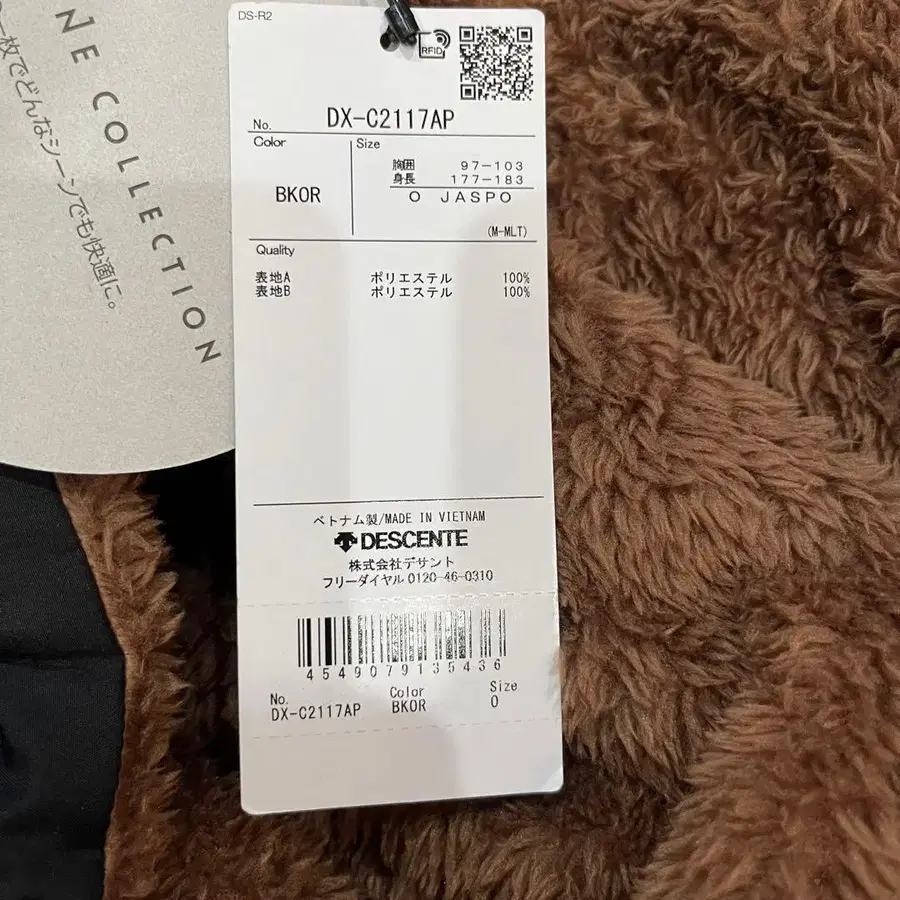 NE COLLECTION
一枚でどんなシーンでも快適に。
DS-R2
RFID
No. DX-C2117AP
Color Size
胸囲 97-103
身長 177-183
BKOR O JASPO
(M-MLT)
Quality
表地A ポリエステル 100%
表地B ポリエステル 100%
ベトナム製/MADE IN VIETNAM
DESCENTE
株式会社デサント
フリーダイヤル 0120-46-0310
4549079135436
No. Color Size
DX-C2117AP BKOR O